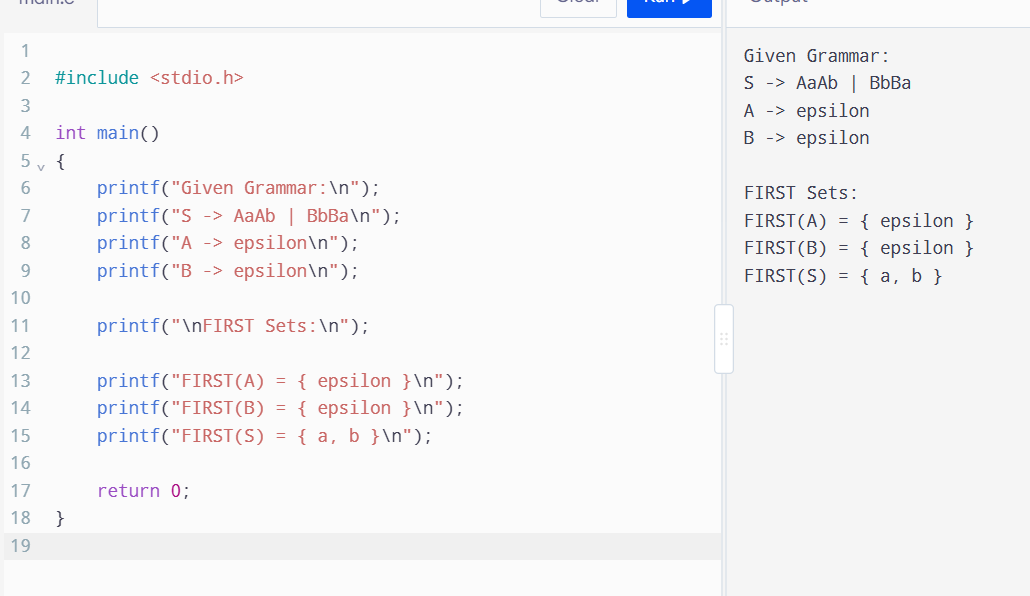 main.c
Clear
Run
Output
1
2 #include <stdio.h>
3
4 int main()
5 {
6 printf("Given Grammar:\n");
7 printf("S -> AaAb | BbBa\n");
8 printf("A -> epsilon\n");
9 printf("B -> epsilon\n");
10
11 printf("\nFIRST Sets:\n");
12
13 printf("FIRST(A) = { epsilon }\n");
14 printf("FIRST(B) = { epsilon }\n");
15 printf("FIRST(S) = { a, b }\n");
16
17 return 0;
18 }
19
Given Grammar:
S -> AaAb | BbBa
A -> epsilon
B -> epsilon
FIRST Sets:
FIRST(A) = { epsilon }
FIRST(B) = { epsilon }
FIRST(S) = { a, b }